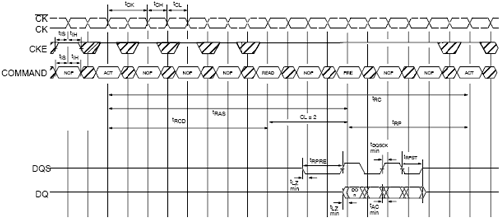 tCK tCH tCL
CK
CK
CKE
tIS tIH
tIS tIH
COMMAND NOP ACT NOP NOP NOP READ NOP PRE NOP NOP ACT
tRC
tRAS
tRCD CL = 2 tRP
tRPRE tDQSCK min tRPST
DQS
tLZ min
DQ
tLZ min tAC min